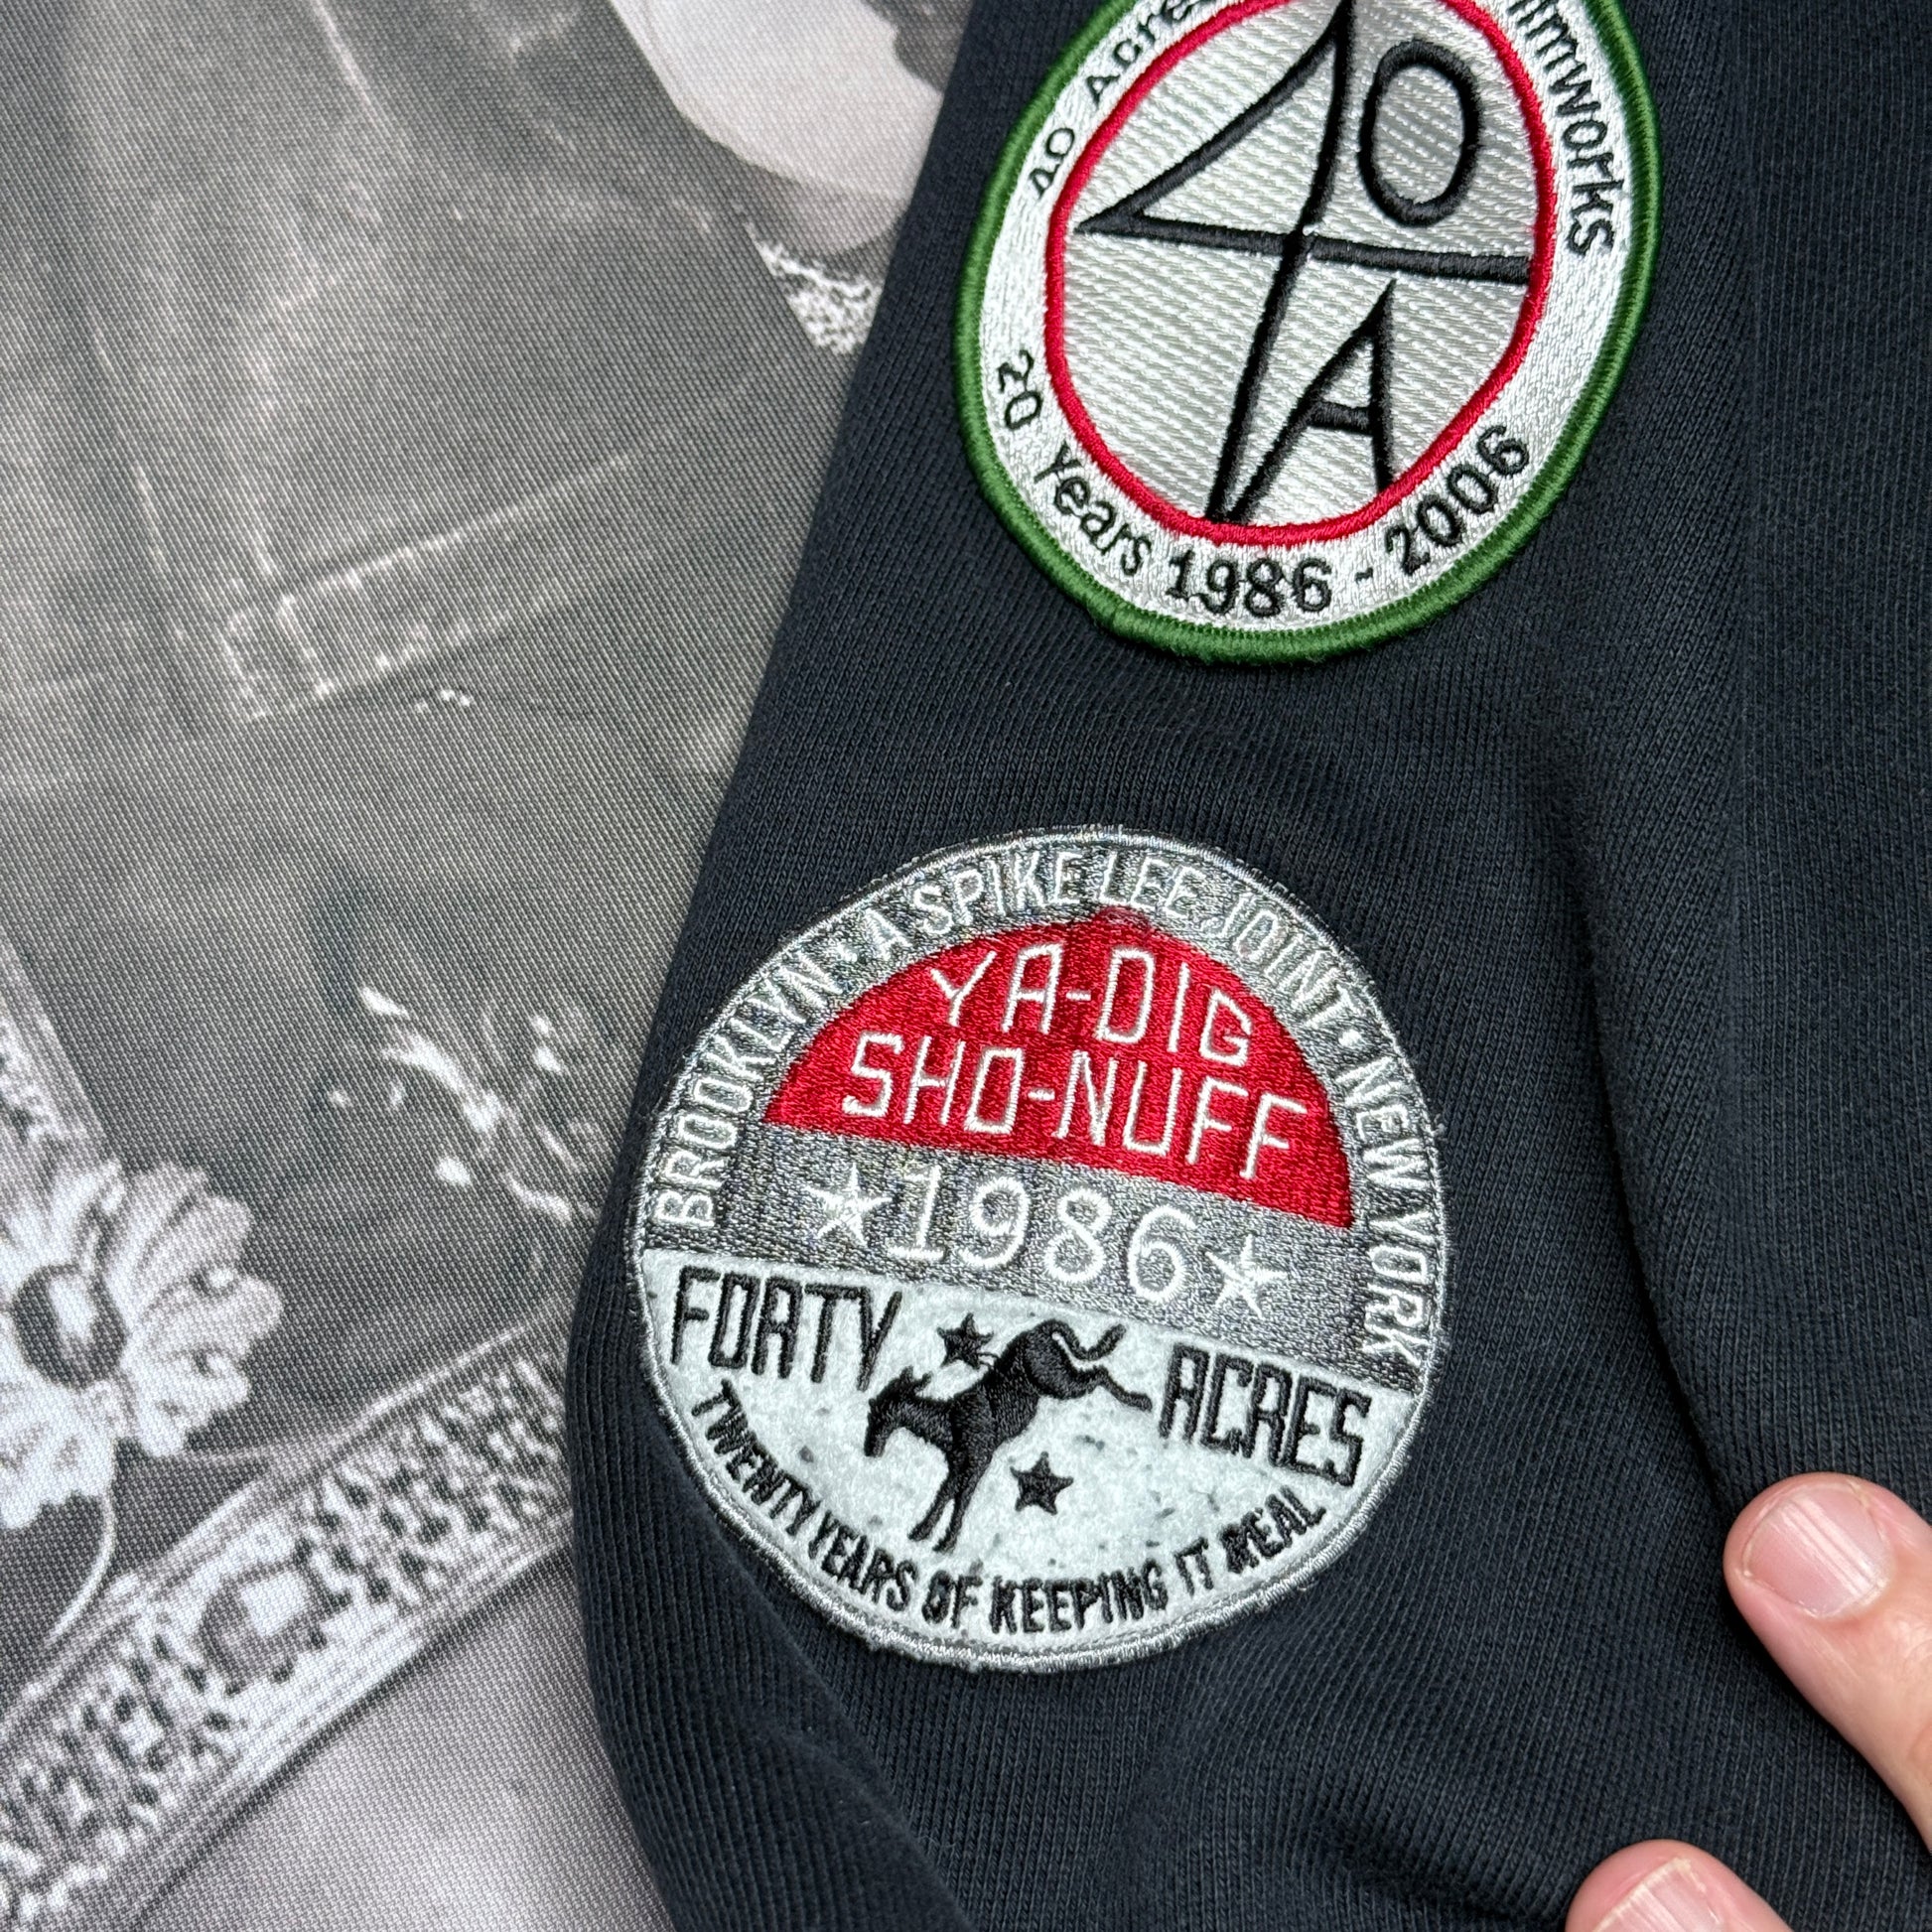 40 Acres
ilmworks
40
A
20 Years 1986 - 2006
BROOKLYN • A SPIKE LEE JOINT • NEW YORK
YA-DIG
SHO-NUFF
1986
FORTY ACRES
TWENTY YEARS OF KEEPING IT REAL